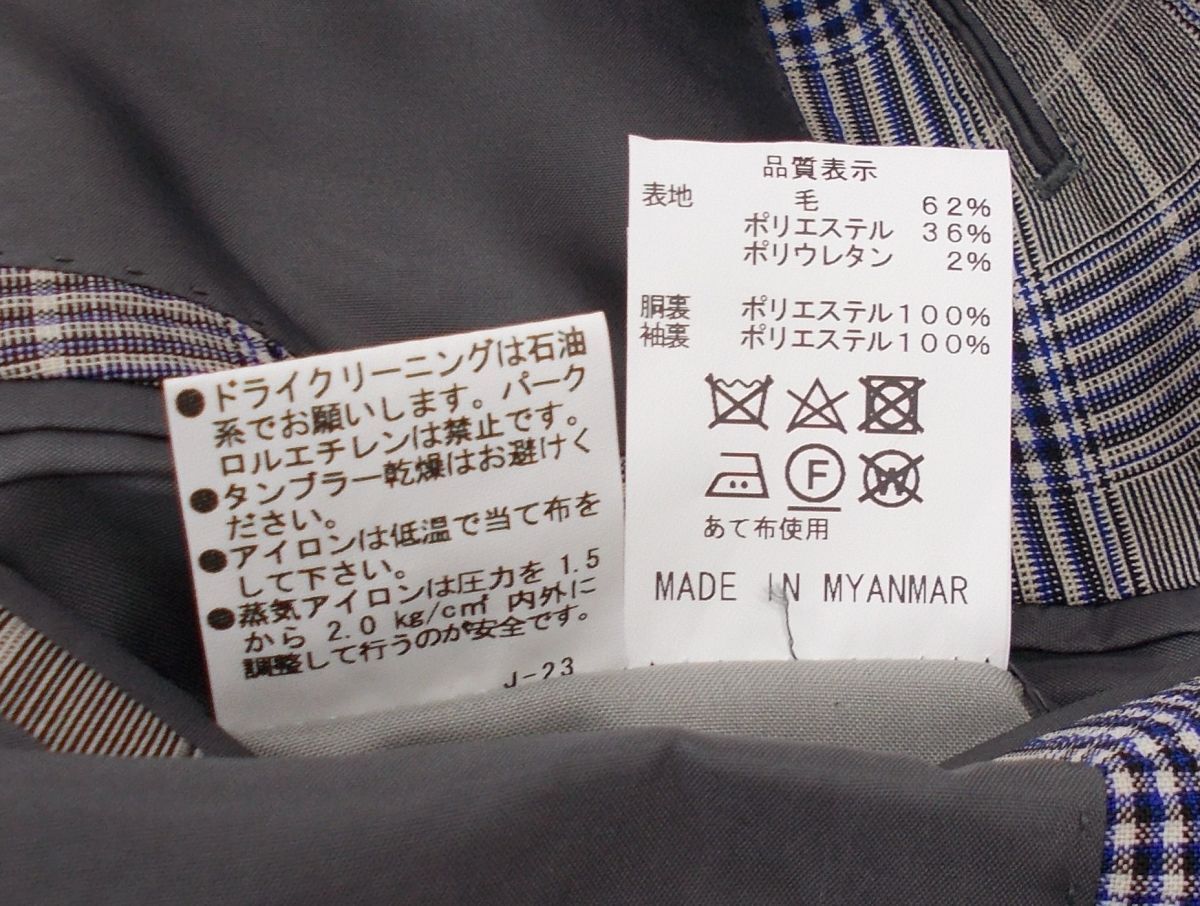 ●ドライクリーニングは石油
系でお願いします。パーク
ロルエチレンは禁止です。
●タンブラー乾燥はお避けく
ださい。
●アイロンは低温で当て布を
して下さい。
●蒸気アイロンは圧力を 1.5
から 2.0 kg/c㎡ 内外に
調整して行うのが安全です。
J-23
品質表示
表地 毛 62%
ポリエステル 36%
ポリウレタン 2%
胴裏 ポリエステル100%
袖裏 ポリエステル100%
F W
あて布使用
MADE IN MYANMAR